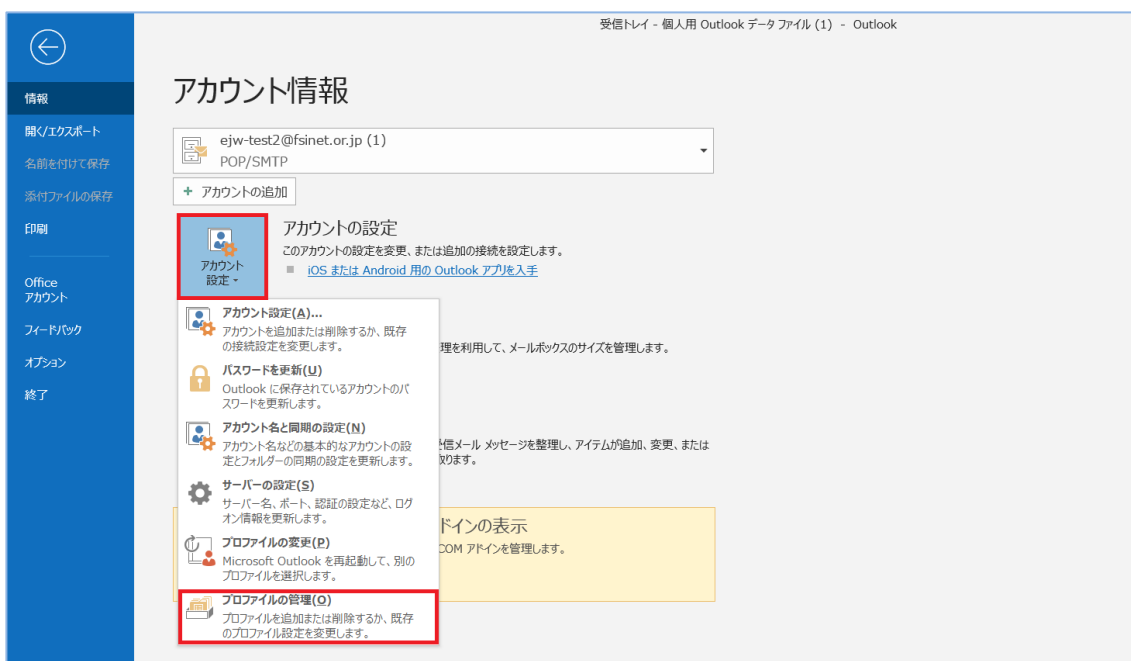 受信トレイ - 個人用 Outlook データ ファイル (1) - Outlook
情報
開く/エクスポート
名前を付けて保存
添付ファイルの保存
印刷
Office
アカウント
フィードバック
オプション
終了
アカウント情報
ejw-test2@fsinet.or.jp (1)
POP/SMTP
+ アカウントの追加
アカウント
設定
アカウントの設定
このアカウントの設定を変更、または追加の接続を設定します。
iOS または Android 用の Outlook アプリを入手
アカウント設定(A)...
アカウントを追加または削除するか、既存
の接続設定を変更します。
理を利用して、メールボックスのサイズを管理します。
パスワードを更新(U)
Outlook に保存されているアカウントのパ
スワードを更新します。
アカウント名と同期の設定(N)
アカウント名などの基本的なアカウントの設
定とフォルダーの同期の設定を更新します。
信メール メッセージを整理し、アイテムが追加、変更、または
取ります。
サーバーの設定(S)
サーバー名、ポート、認証の設定など、ログ
オン情報を更新します。
ドインの表示
COM アドインを管理します。
プロファイルの変更(P)
Microsoft Outlook を再起動して、別の
プロファイルを選択します。
プロファイルの管理(O)
プロファイルを追加または削除するか、既存
のプロファイル設定を変更します。